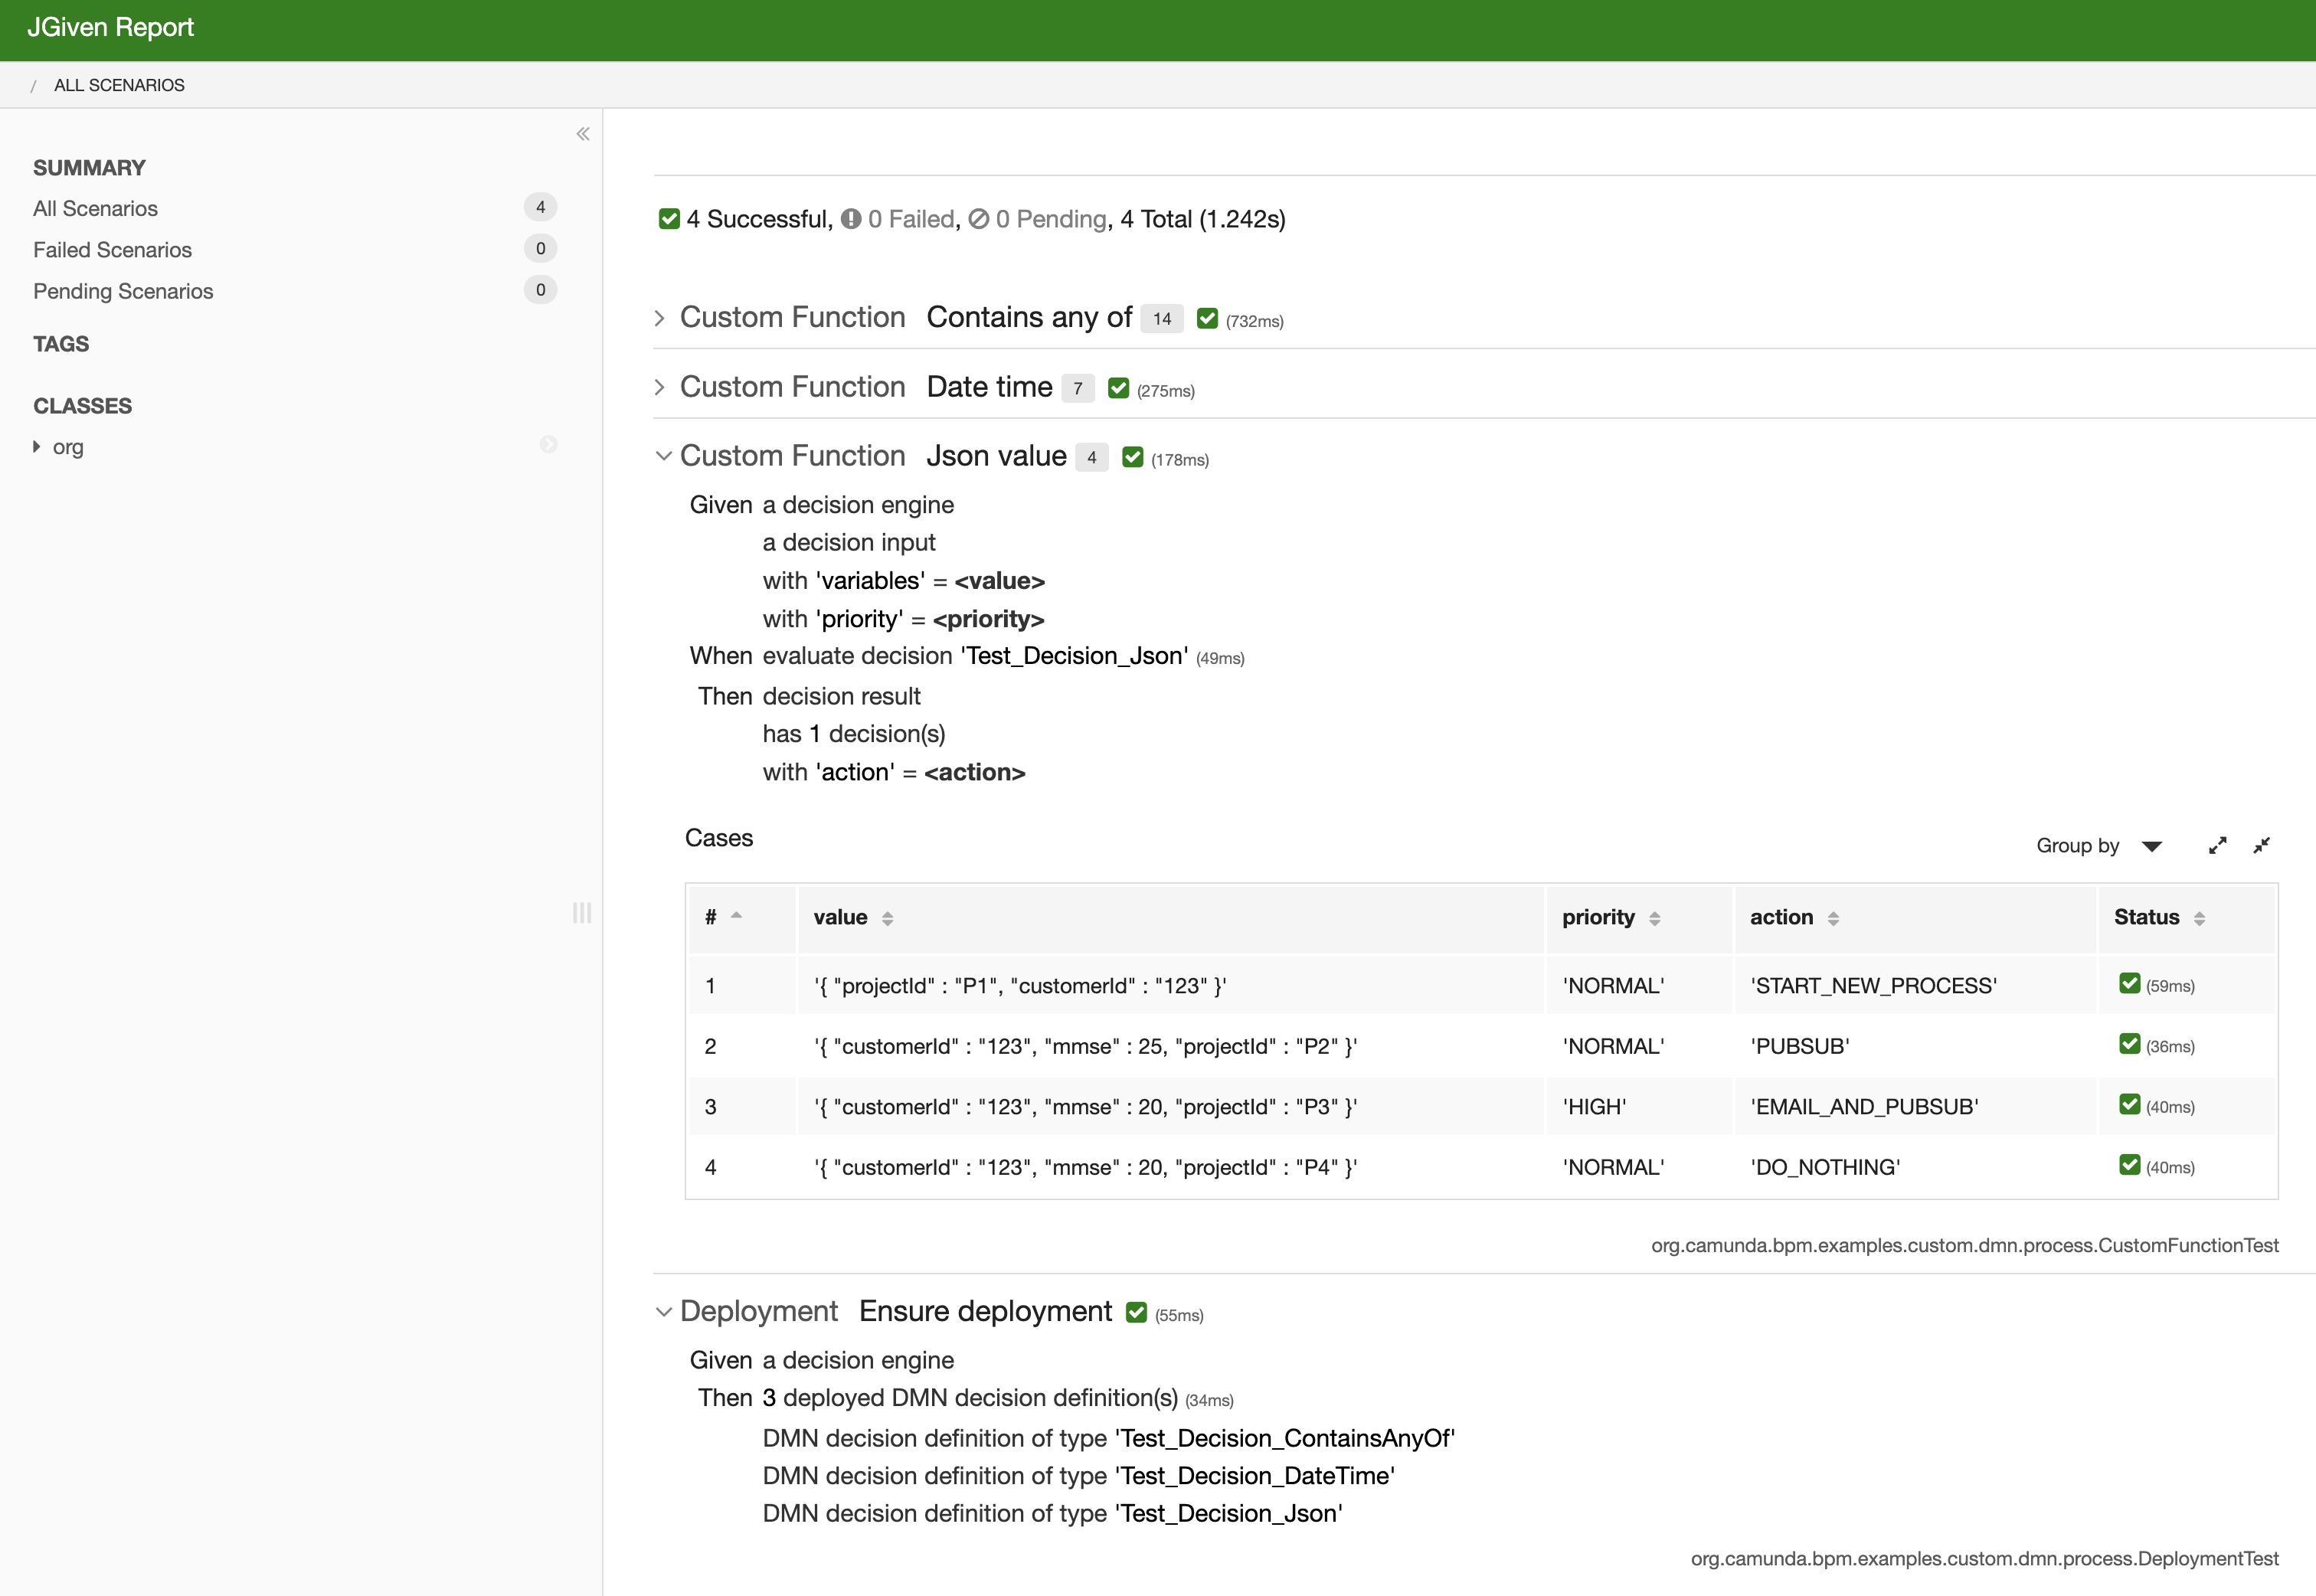 JGiven Report
/ ALL SCENARIOS
SUMMARY
All Scenarios 4
Failed Scenarios 0
Pending Scenarios 0
TAGS
CLASSES
org
4 Successful, 0 Failed, 0 Pending, 4 Total (1.242s)
Custom Function Contains any of 14 (732ms)
Custom Function Date time 7 (275ms)
Custom Function Json value 4 (178ms)
Given a decision engine
a decision input
with 'variables' = <value>
with 'priority' = <priority>
When evaluate decision 'Test_Decision_Json' (49ms)
Then decision result
has 1 decision(s)
with 'action' = <action>
Cases
Group by
# value priority action Status
1 '{ "projectId" : "P1", "customerId" : "123" }' 'NORMAL' 'START_NEW_PROCESS' (59ms)
2 '{ "customerId" : "123", "mmse" : 25, "projectId" : "P2" }' 'NORMAL' 'PUBSUB' (36ms)
3 '{ "customerId" : "123", "mmse" : 20, "projectId" : "P3" }' 'HIGH' 'EMAIL_AND_PUBSUB' (40ms)
4 '{ "customerId" : "123", "mmse" : 20, "projectId" : "P4" }' 'NORMAL' 'DO_NOTHING' (40ms)
org.camunda.bpm.examples.custom.dmn.process.CustomFunctionTest
Deployment Ensure deployment (55ms)
Given a decision engine
Then 3 deployed DMN decision definition(s) (34ms)
DMN decision definition of type 'Test_Decision_ContainsAnyOf'
DMN decision definition of type 'Test_Decision_DateTime'
DMN decision definition of type 'Test_Decision_Json'
org.camunda.bpm.examples.custom.dmn.process.DeploymentTest